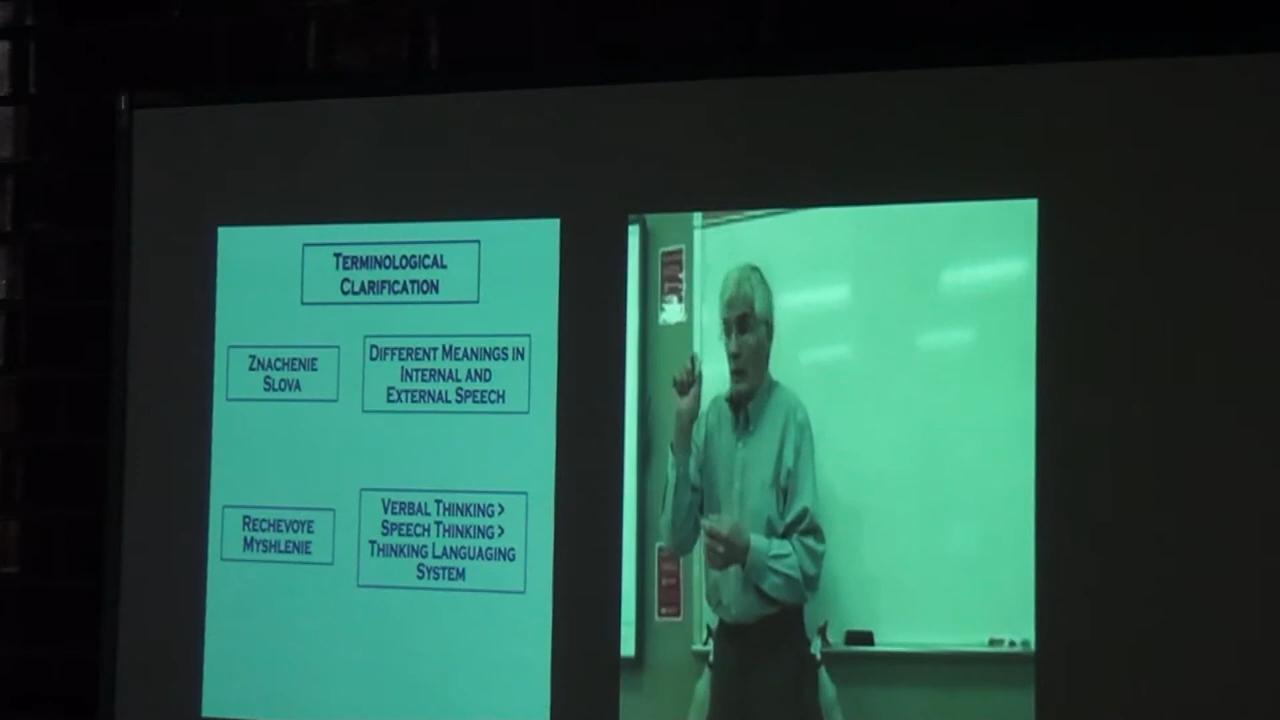 TERMINOLOGICAL
CLARIFICATION
ZNACHENIE
SLOVA
DIFFERENT MEANINGS IN
INTERNAL AND
EXTERNAL SPEECH
RECHEVOYE
MYSHLENIE
VERBAL THINKING >
SPEECH THINKING >
THINKING LANGUAGING
SYSTEM